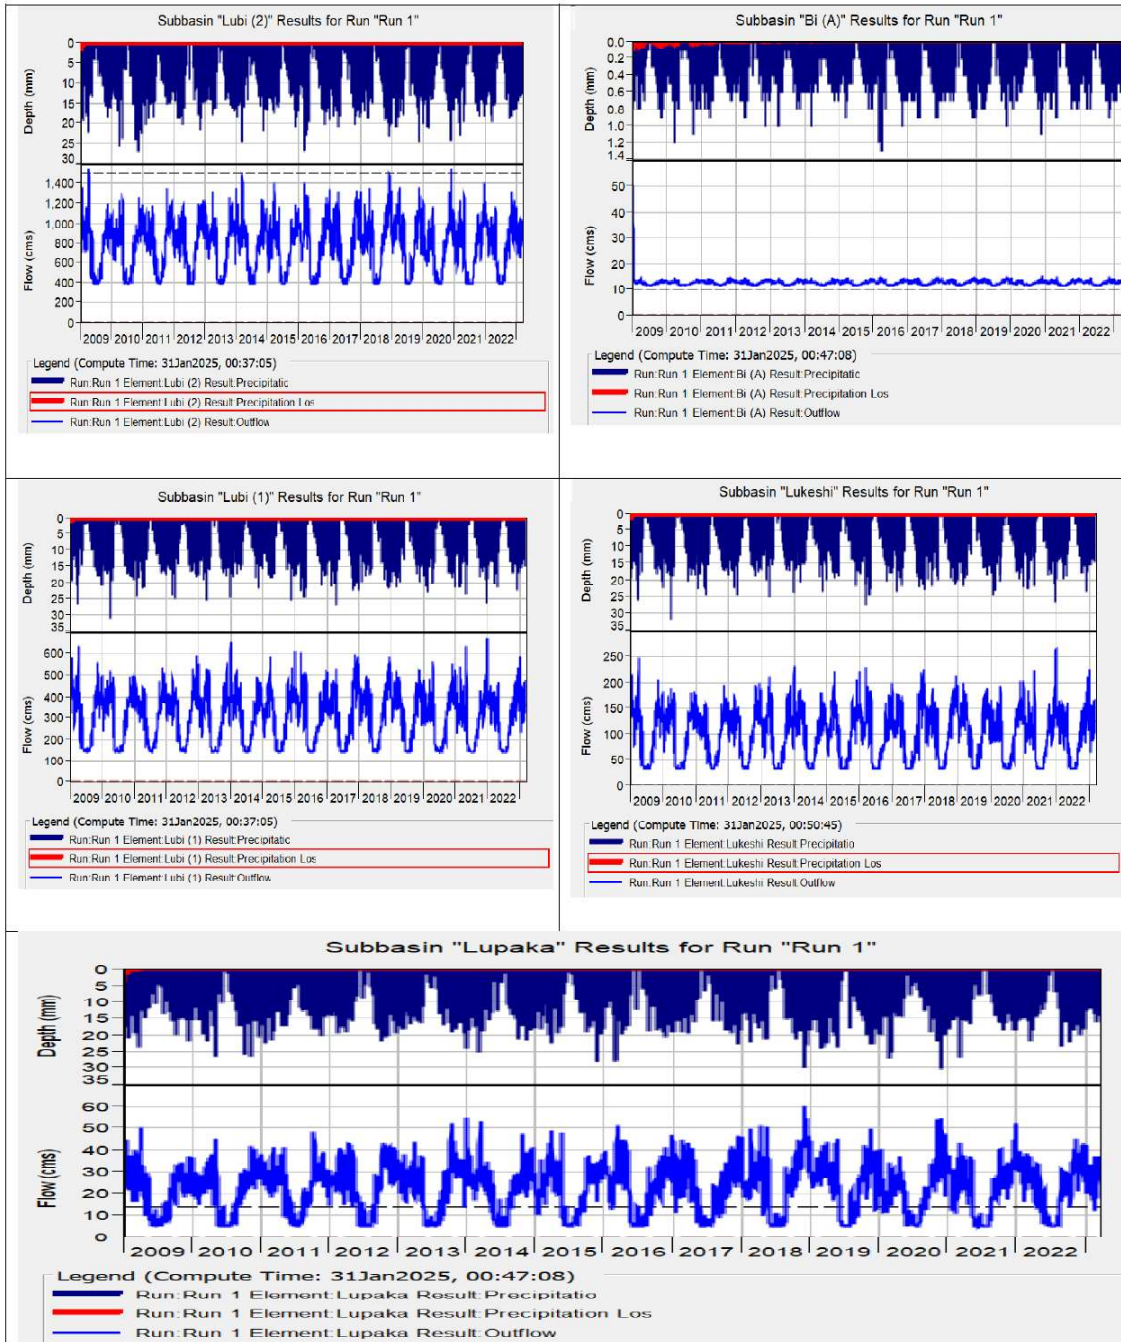 Subbasin "Lubi (2)" Results for Run "Run 1"
Depth (mm)
0
5
10
15
20
25
30
Flow (cms)
1,400
1,000
800
600
400
200
0
2009 2010 2011 2012 2013 2014 2015 2016 2017 2018 2019 2020 2021 2022
Legend (Compute Time: 31Jan2025, 00:37:05)
Run:Run 1 Element:Lubi (2) Result:Precipitatic
Run:Run 1 Element:Lubi (2) Result:Precipitation Los
Run:Run 1 Element:Lubi (2) Result:Outflow
Subbasin "Bi (A)" Results for Run "Run 1"
Depth (mm)
0.0
0.2
0.4
0.6
0.8
1.0
1.2
1.4
Flow (cms)
50
40
30
20
10
0
2009 2010 2011 2012 2013 2014 2015 2016 2017 2018 2019 2020 2021 2022
Legend (Compute Time: 31Jan2025, 00:47:08)
Run:Run 1 Element:Bi (A) Result:Precipitatic
Run:Run 1 Element:Bi (A) Result:Precipitation Los
Run:Run 1 Element:Bi (A) Result:Outflow
Subbasin "Lubi (1)" Results for Run "Run 1"
Depth (mm)
0
5
10
15
20
25
30
35
Flow (cms)
600
500
400
300
200
100
0
2009 2010 2011 2012 2013 2014 2015 2016 2017 2018 2019 2020 2021 2022
Legend (Compute Time: 31Jan2025, 00:37:05)
Run:Run 1 Element:Lubi (1) Result:Precipitatic
Run:Run 1 Element:Lubi (1) Result:Precipitation Los
Run:Run 1 Element:Lubi (1) Result:Outflow
Subbasin "Lukeshi" Results for Run "Run 1"
Depth (mm)
0
5
10
15
20
25
30
35
Flow (cms)
250
200
150
100
50
0
2009 2010 2011 2012 2013 2014 2015 2016 2017 2018 2019 2020 2021 2022
Legend (Compute Time: 31Jan2025, 00:50:45)
Run:Run 1 Element:Lukeshi Result:Precipitatio
Run:Run 1 Element:Lukeshi Result:Precipitation Los
Run:Run 1 Element:Lukeshi Result:Outflow
Subbasin "Lupaka" Results for Run "Run 1"
Depth (mm)
0
5
10
15
20
25
30
35
Flow (cms)
60
50
40
30
20
10
0
2009 2010 2011 2012 2013 2014 2015 2016 2017 2018 2019 2020 2021 2022
Legend (Compute Time: 31Jan2025, 00:47:08)
Run:Run 1 Element:Lupaka Result:Precipitatio
Run:Run 1 Element:Lupaka Result:Precipitation Los
Run:Run 1 Element:Lupaka Result:Outflow